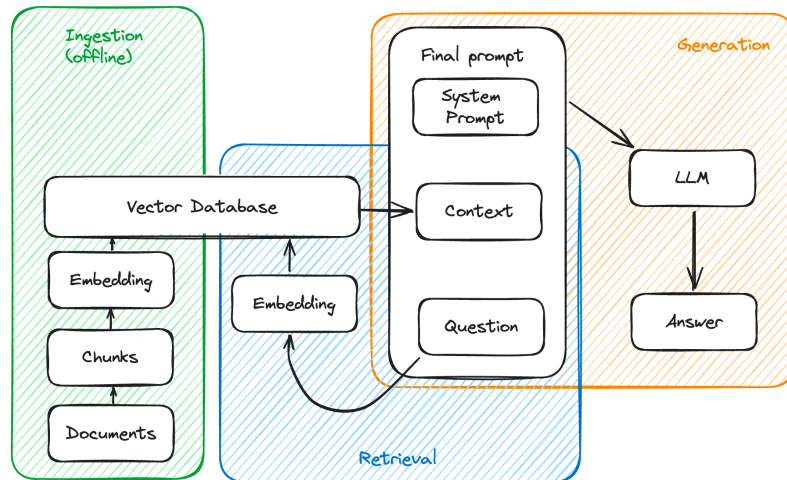 Ingestion
(offline)
Vector Database
Embedding
Chunks
Documents
Embedding
Retrieval
Final prompt
System
Prompt
Context
Question
Generation
LLM
Answer